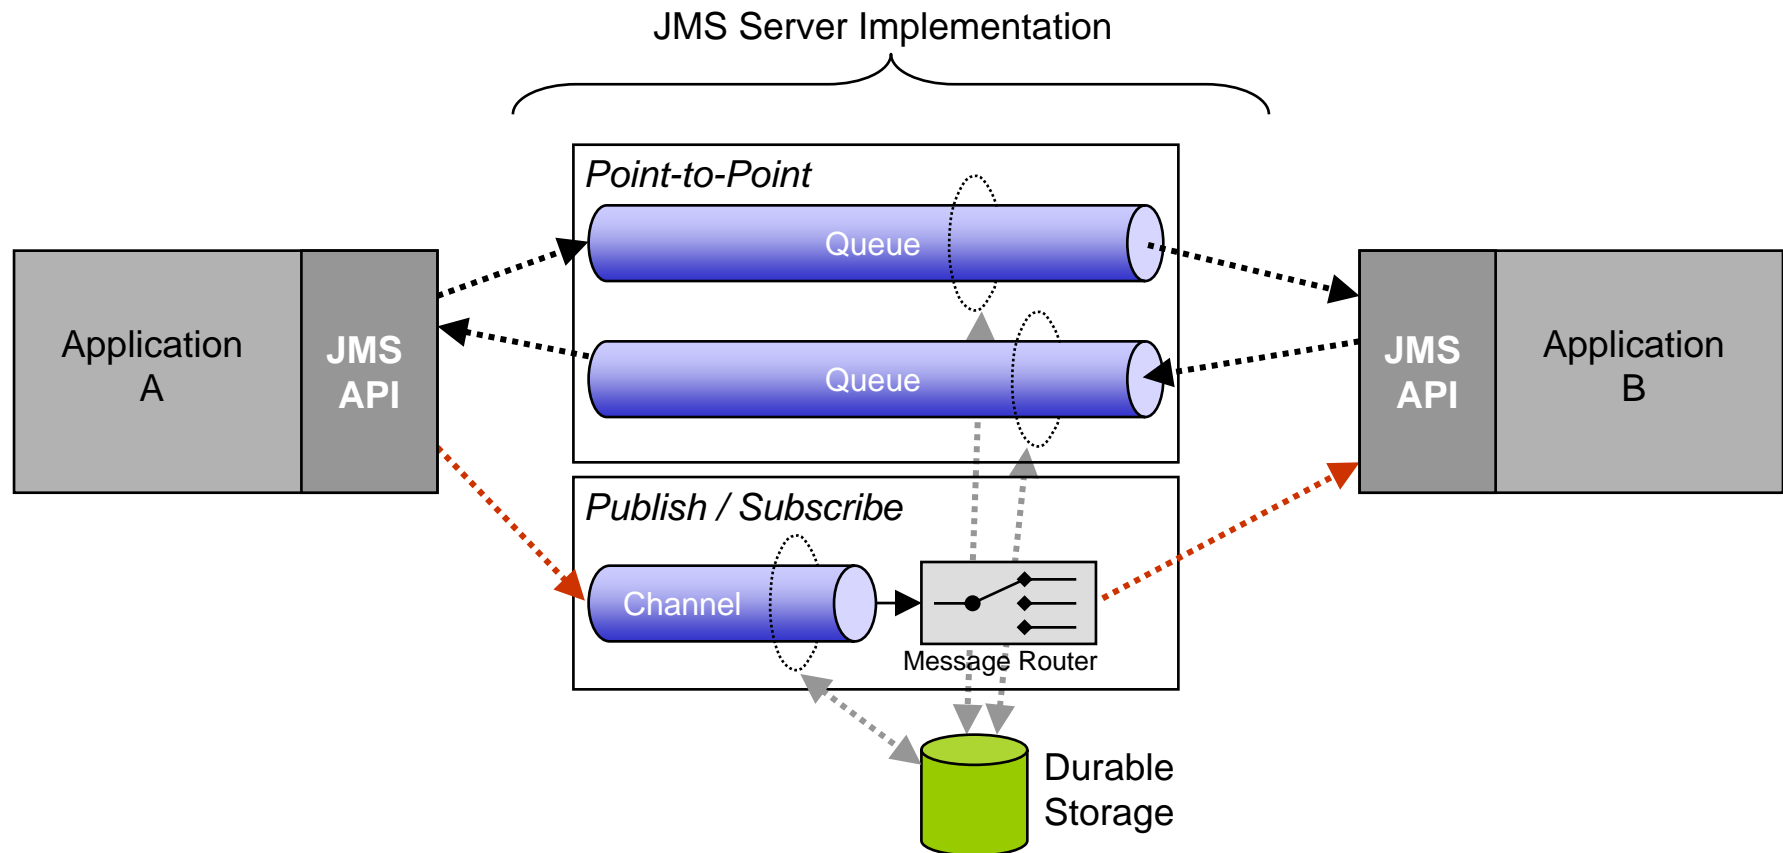 JMS Server Implementation
Point-to-Point
Queue
Application
A
JMS
API
Queue
JMS
API
Application
B
Publish / Subscribe
Channel
Message Router
Durable
Storage